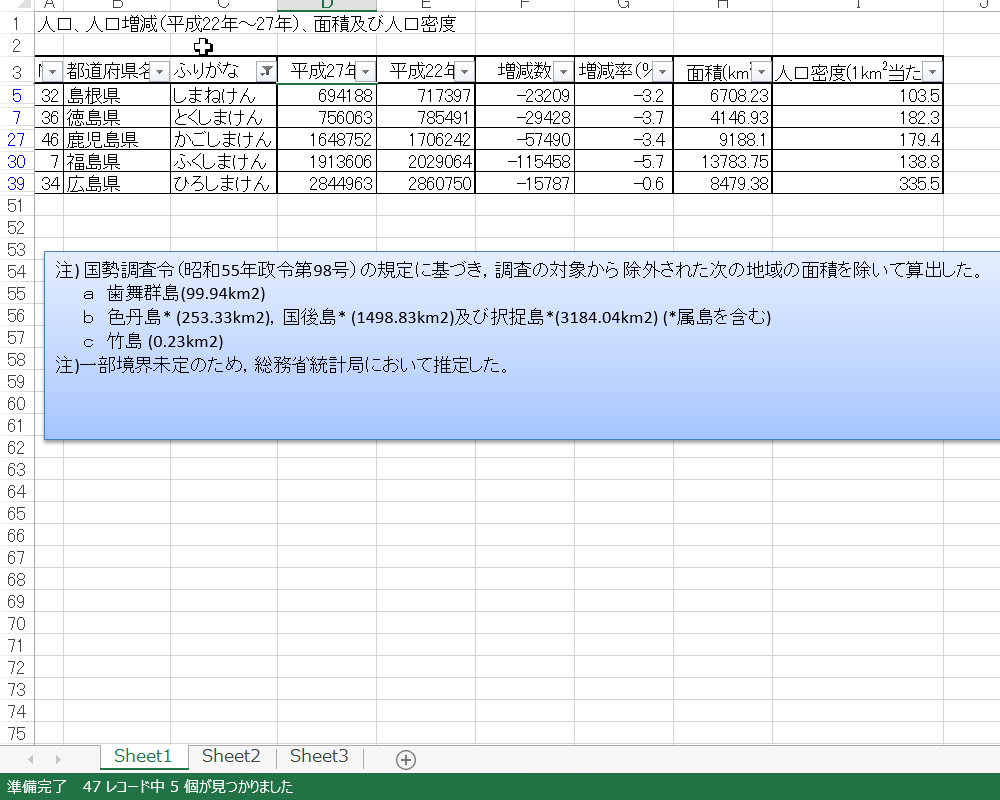 A B C D E F G H I J
1 人口、人口増減(平成22年～27年)、面積及び人口密度
2
3 都道府県名 ふりがな 平成27年 平成22年 増減数 増減率(% 面積(km² 人口密度(1km²当た
5 32 島根県 しまねけん 694188 717397 -23209 -3.2 6708.23 103.5
7 36 徳島県 とくしまけん 756063 785491 -29428 -3.7 4146.93 182.3
27 46 鹿児島県 かごしまけん 1648752 1706242 -57490 -3.4 9188.1 179.4
30 7 福島県 ふくしまけん 1913606 2029064 -115458 -5.7 13783.75 138.8
39 34 広島県 ひろしまけん 2844963 2860750 -15787 -0.6 8479.38 335.5
51
52
53
54 注) 国勢調査令(昭和55年政令第98号)の規定に基づき,調査の対象から除外された次の地域の面積を除いて算出した。
55 a 歯舞群島(99.94km2)
56 b 色丹島* (253.33km2), 国後島* (1498.83km2)及び択捉島*(3184.04km2) (*属島を含む)
57 c 竹島 (0.23km2)
58 注)一部境界未定のため,総務省統計局において推定した。
59
60
61
62
63
64
65
66
67
68
69
70
71
72
73
74
75
Sheet1 Sheet2 Sheet3
準備完了 47 レコード中 5 個が見つかりました